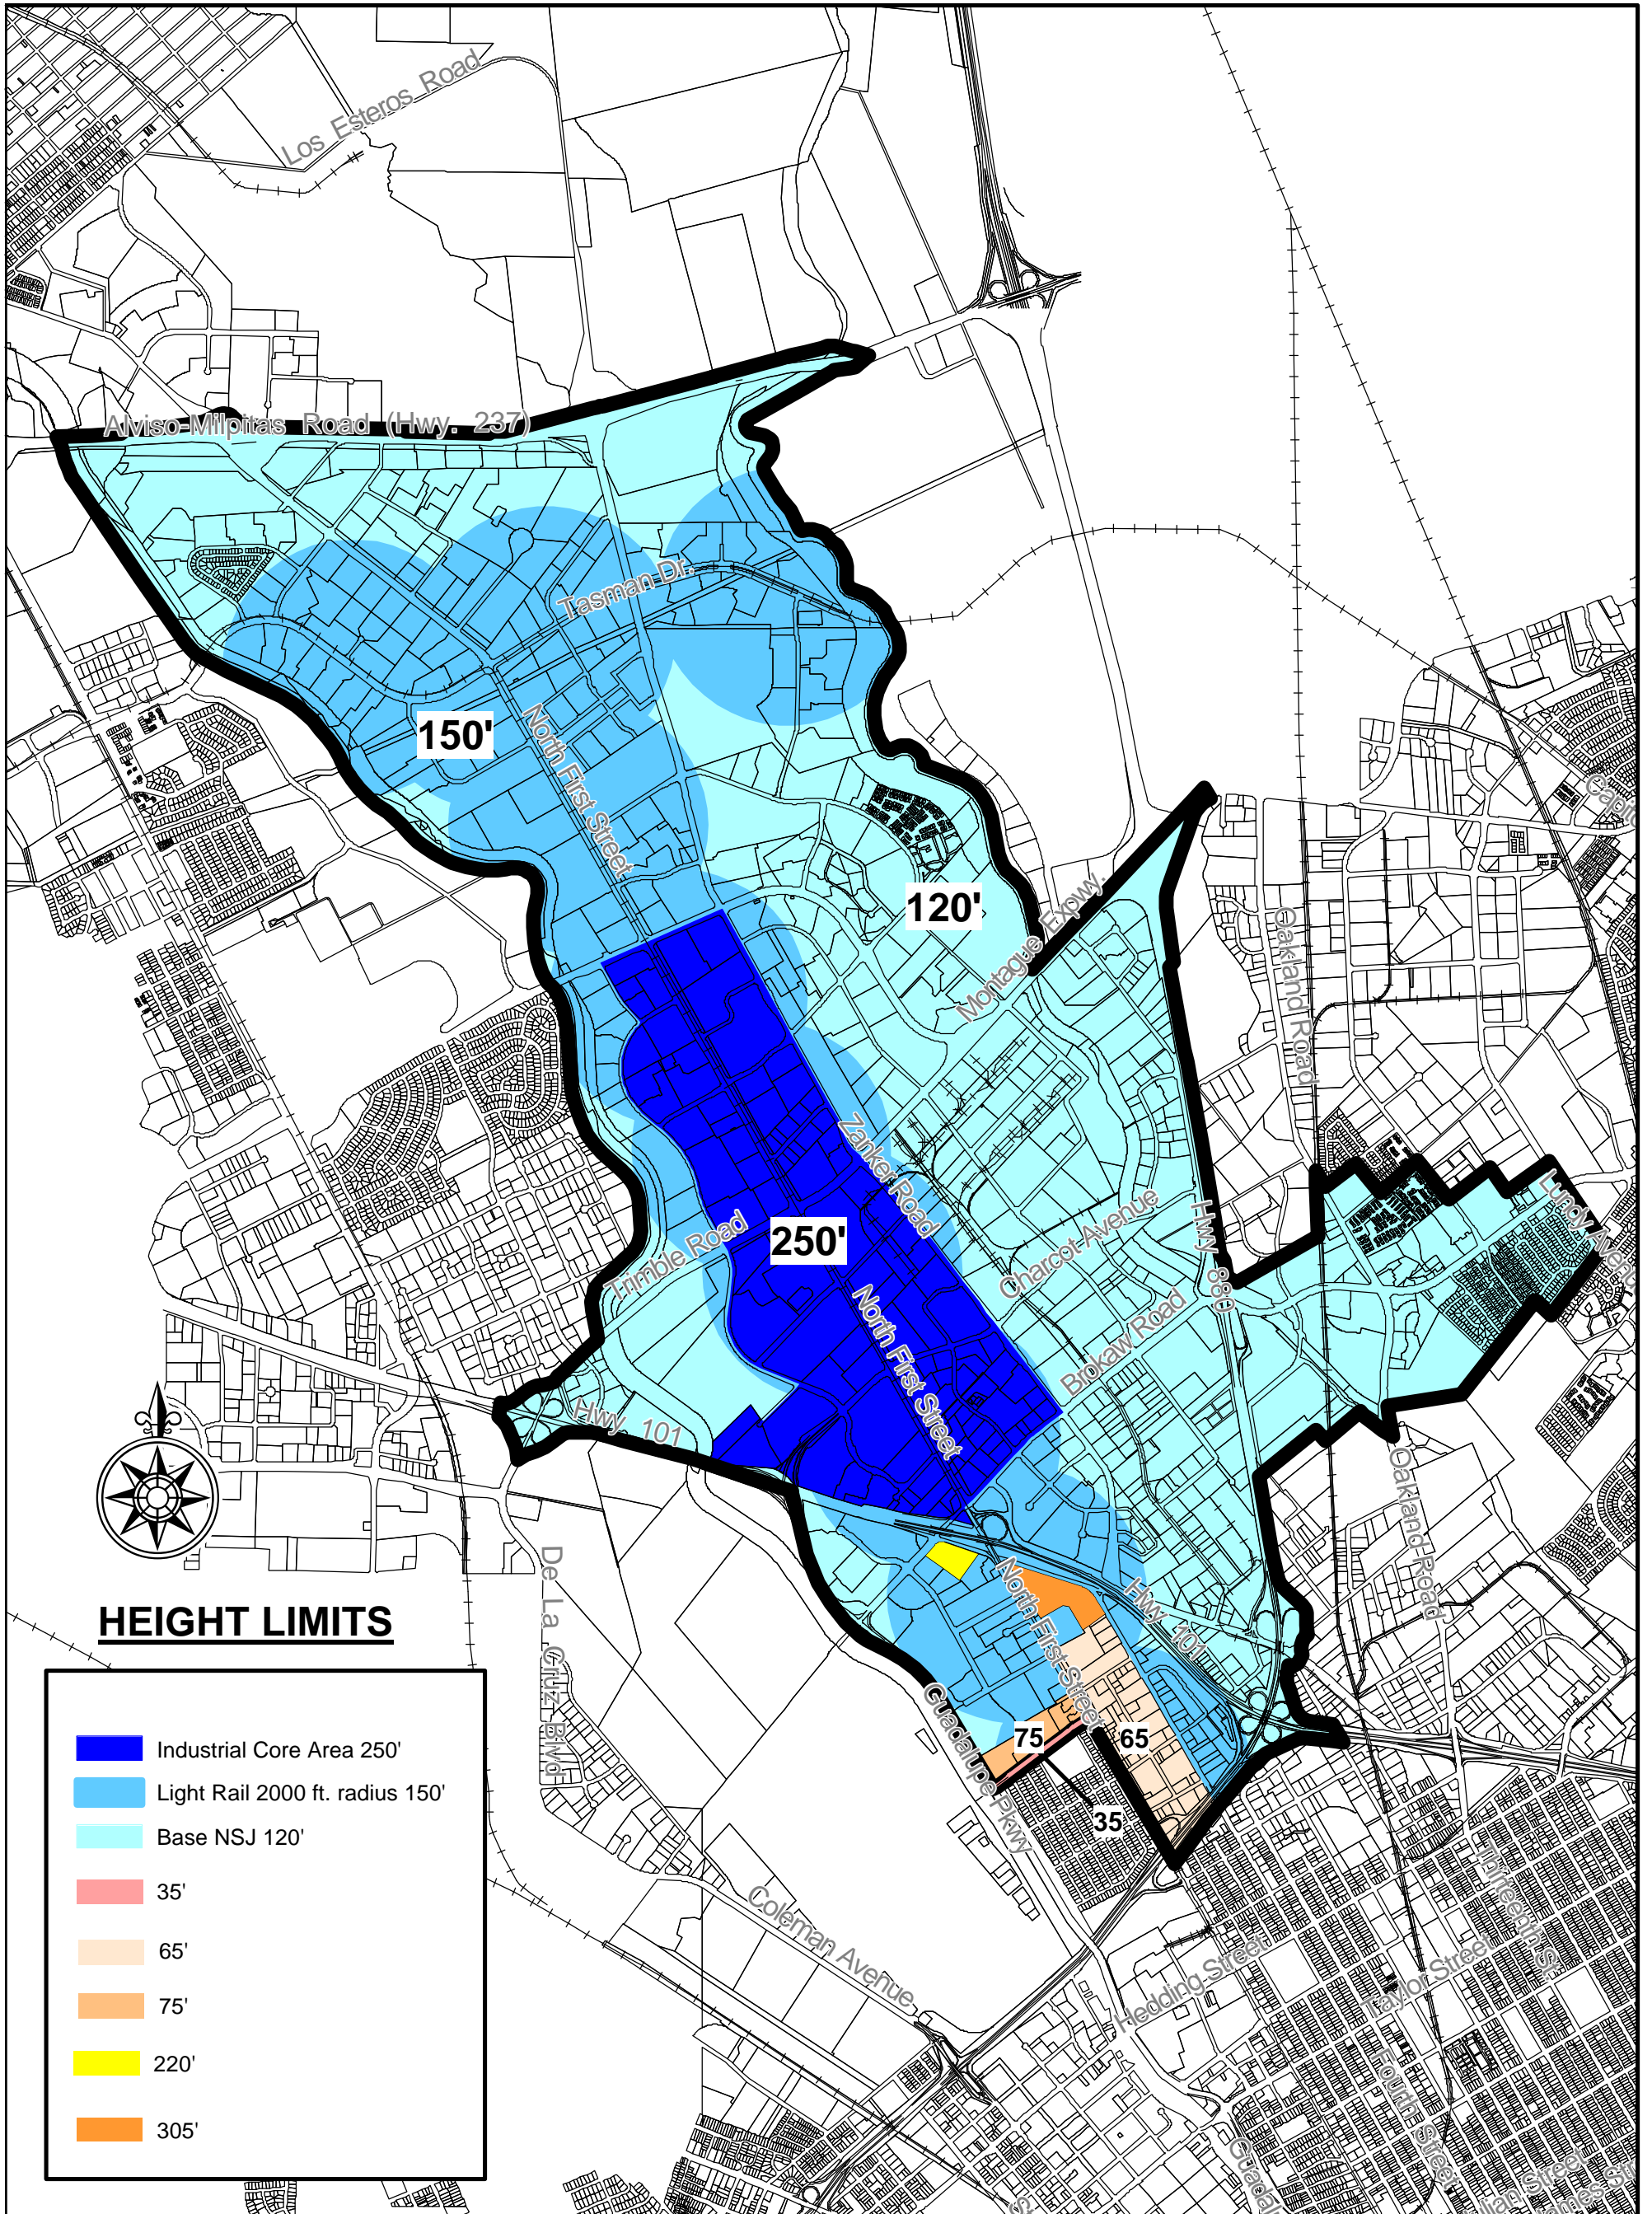 Los Esteros Road
Alviso-Milpitas Road (Hwy. 237)
Tasman Dr.
150'
North First Street
120'
Montague Expwy.
Oakland Road
Zanker Road
Trimble Road
250'
Charcot Avenue
Hwy 880
Lundy Avenue
Brokaw Road
North First Street
Hwy. 101
Oakland Road
De La Cruz Blvd
North First Street
Hwy 101
Guadalupe Pkwy
75
65
35
HEIGHT LIMITS
Industrial Core Area 250'
Light Rail 2000 ft. radius 150'
Base NSJ 120'
35'
65'
75'
220'
305'
Coleman Avenue
Hedding Street
Taylor Street
Fourth Street